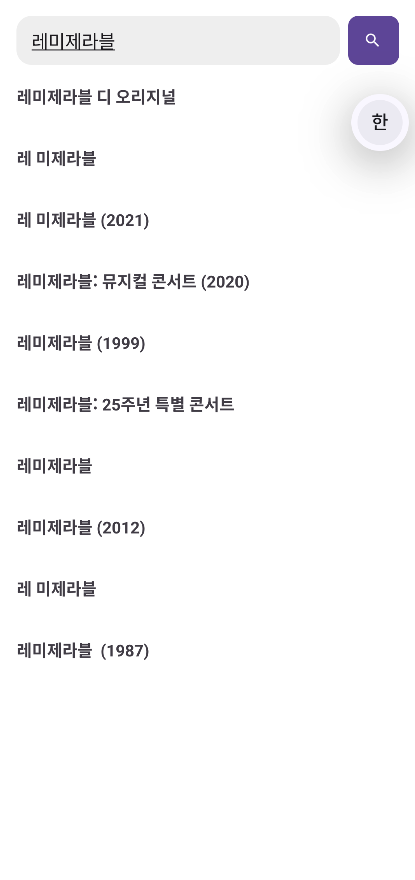 레미제라블
한
레미제라블 디 오리지널
레 미제라블
레 미제라블 (2021)
레미제라블: 뮤지컬 콘서트 (2020)
레미제라블 (1999)
레미제라블: 25주년 특별 콘서트
레미제라블
레미제라블 (2012)
레 미제라블
레미제라블  (1987)